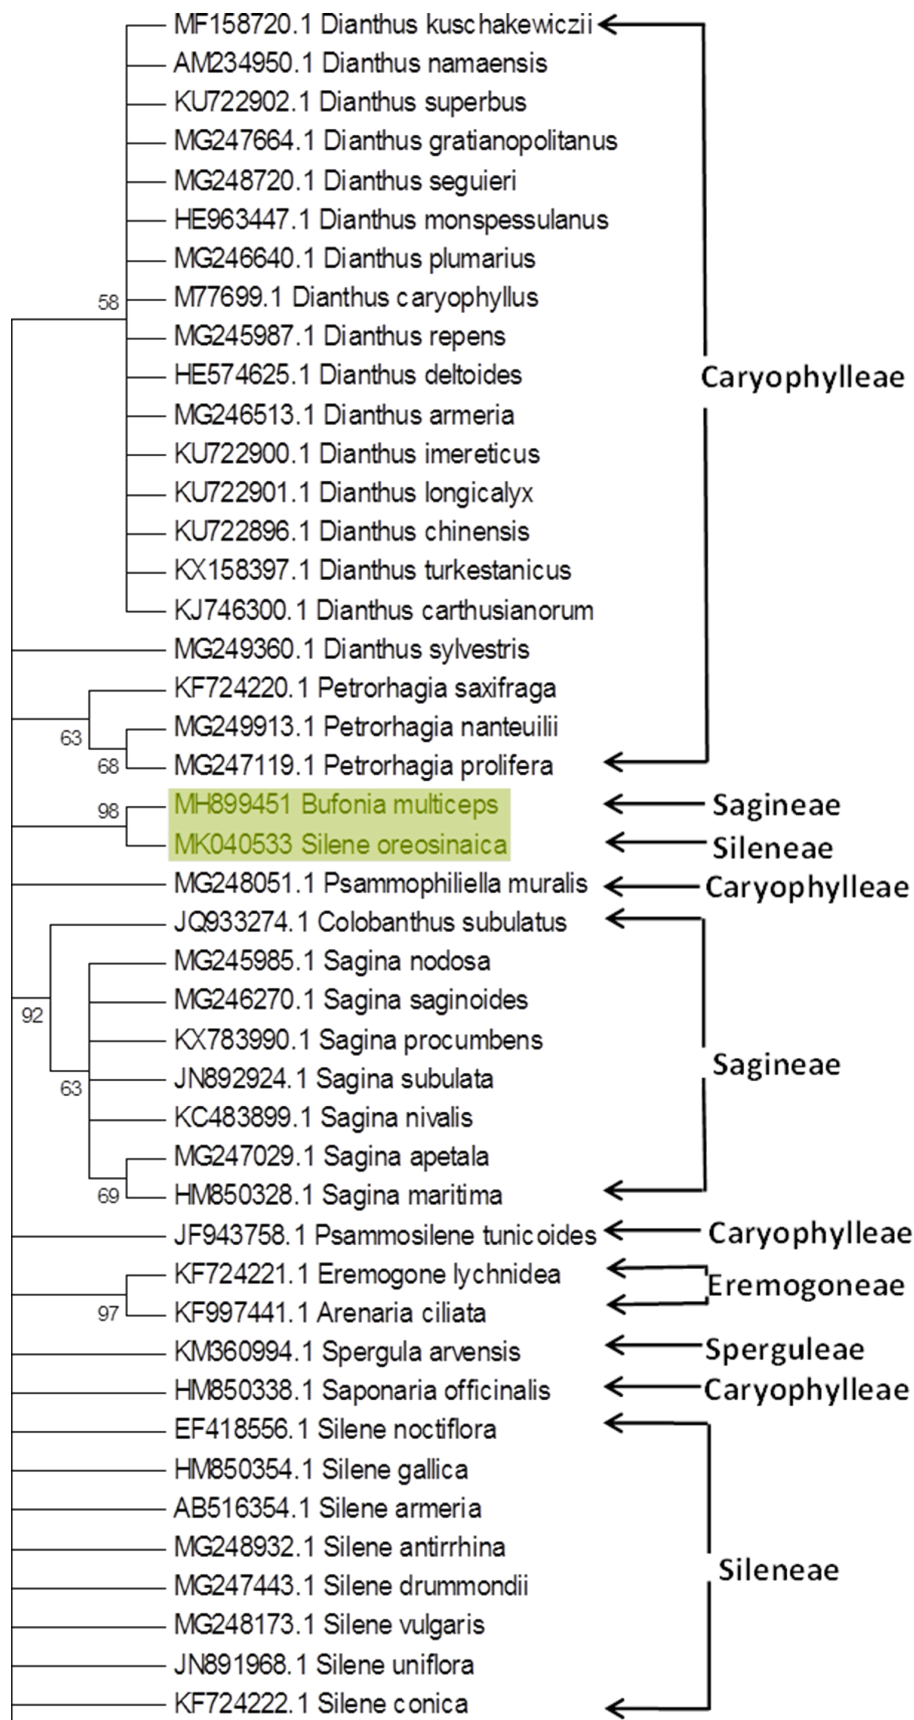 MF158720.1 Dianthus kuschakewiczii
AM234950.1 Dianthus namaensis
KU722902.1 Dianthus superbus
MG247664.1 Dianthus gratianopolitanus
MG248720.1 Dianthus seguieri
HE963447.1 Dianthus monspessulanus
MG246640.1 Dianthus plumarius
58
M77699.1 Dianthus caryophyllus
MG245987.1 Dianthus repens
HE574625.1 Dianthus deltoides
Caryophylleae
MG246513.1 Dianthus armeria
KU722900.1 Dianthus imereticus
KU722901.1 Dianthus longicalyx
KU722896.1 Dianthus chinensis
KX158397.1 Dianthus turkestanicus
KJ746300.1 Dianthus carthusianorum
MG249360.1 Dianthus sylvestris
KF724220.1 Petrorhagia saxifraga
63
MG249913.1 Petrorhagia nanteuilii
68
MG247119.1 Petrorhagia prolifera
98
MH899451 Bufonia multiceps
Sagineae
MK040533 Silene oreosinaica
Sileneae
MG248051.1 Psammophiliella muralis
Caryophylleae
JQ933274.1 Colobanthus subulatus
MG245985.1 Sagina nodosa
MG246270.1 Sagina saginoides
92
KX783990.1 Sagina procumbens
Sagineae
63
JN892924.1 Sagina subulata
KC483899.1 Sagina nivalis
MG247029.1 Sagina apetala
69
HM850328.1 Sagina maritima
JF943758.1 Psammosilene tunicoides
Caryophylleae
KF724221.1 Eremogone lychnidea
Eremogoneae
97
KF997441.1 Arenaria ciliata
KM360994.1 Spergula arvensis
Sperguleae
HM850338.1 Saponaria officinalis
Caryophylleae
EF418556.1 Silene noctiflora
HM850354.1 Silene gallica
AB516354.1 Silene armeria
MG248932.1 Silene antirrhina
Sileneae
MG247443.1 Silene drummondii
MG248173.1 Silene vulgaris
JN891968.1 Silene uniflora
KF724222.1 Silene conica